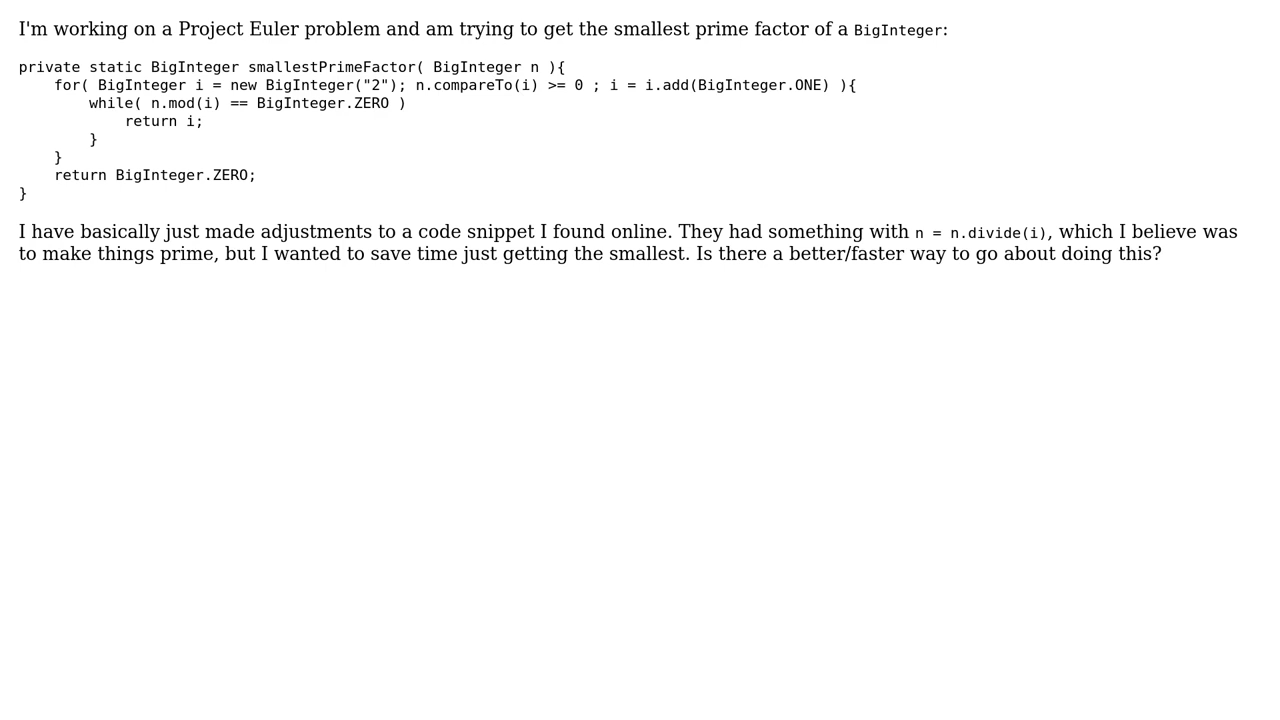 I'm working on a Project Euler problem and am trying to get the smallest prime factor of a BigInteger:
private static BigInteger smallestPrimeFactor( BigInteger n ){
    for( BigInteger i = new BigInteger("2"); n.compareTo(i) >= 0 ; i = i.add(BigInteger.ONE) ){
        while( n.mod(i) == BigInteger.ZERO )
            return i;
        }
    }
    return BigInteger.ZERO;
}
I have basically just made adjustments to a code snippet I found online. They had something with n = n.divide(i), which I believe was
to make things prime, but I wanted to save time just getting the smallest. Is there a better/faster way to go about doing this?